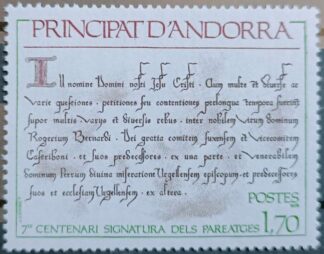 PRINCIPAT D'ANDORRA
In nomine Domini nostri Jesu Cristi. Cum multe et diverse ac
varie questiones, petitiones seu contentiones prolongue tempora fuerint
super multis varys et diversis rebus, inter nobilem virum dominum
Rogerium Bernardi. Dei gratia comitem fuxensem et vicecomitem
Castriboni, et suos predecessores ex una parte, et venerabilem
dominum Petrum divina miseratione Urgellensem episcopum, et predecessores
suos et ecclesiam Urgellensem, ex altera.
POSTES
1,70
7è CENTENARI SIGNATURA DELS PAREATGES